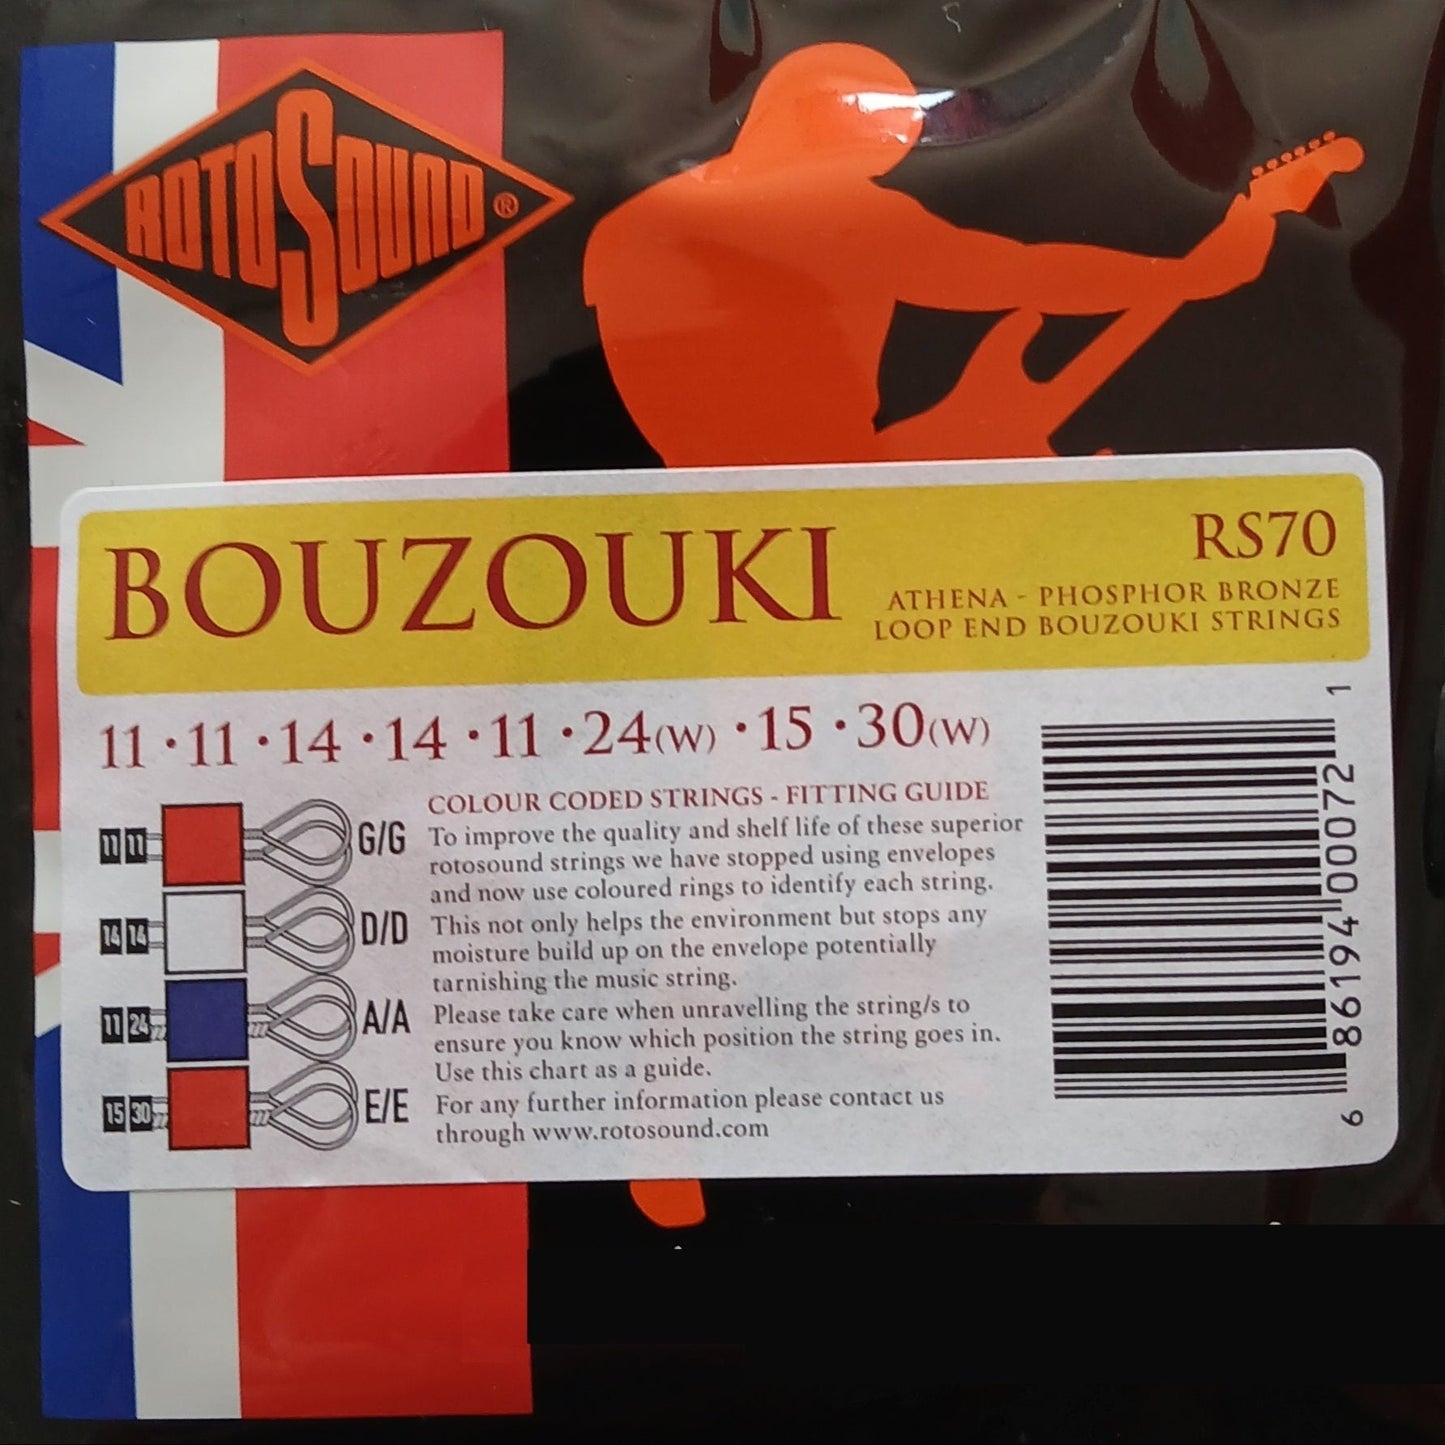 ROTOSOUND®
BOUZOUKI
RS70
ATHENA - PHOSPHOR BRONZE
LOOP END BOUZOUKI STRINGS
11 · 11 · 14 · 14 · 11 · 24(W) · 15 · 30(W)
COLOUR CODED STRINGS - FITTING GUIDE
11 11 G/G
14 14 D/D
11 24 A/A
15 30 E/E
To improve the quality and shelf life of these superior
rotosound strings we have stopped using envelopes
and now use coloured rings to identify each string.
This not only helps the environment but stops any
moisture build up on the envelope potentially
tarnishing the music string.
Please take care when unravelling the string/s to
ensure you know which position the string goes in.
Use this chart as a guide.
For any further information please contact us
through www.rotosound.com
6 86194 00072 1